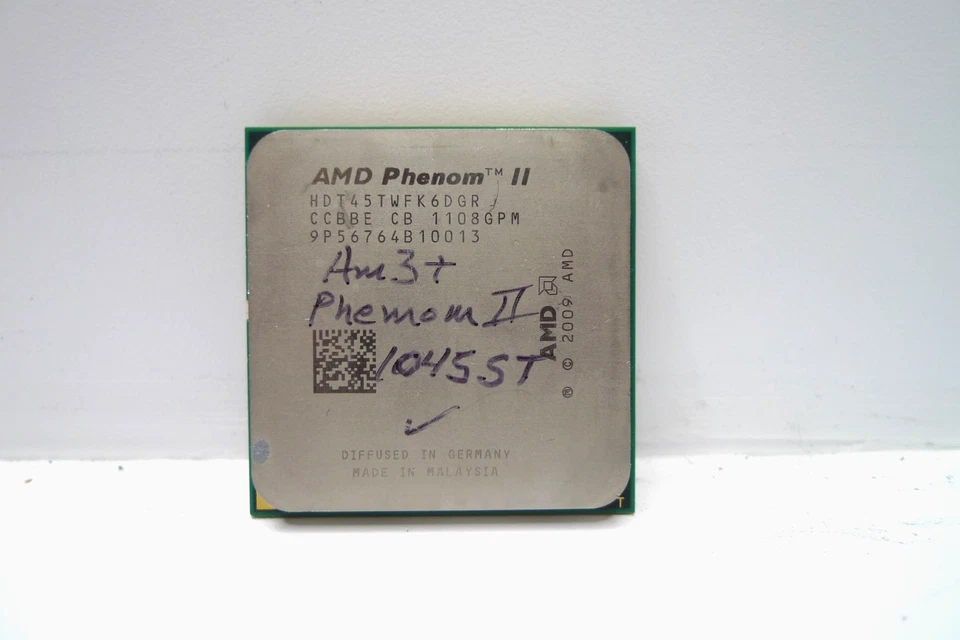 AMD Phenom™ II
HDT45TWFK6DGR
CCBBE CB 1108GPM
9P56764B10013
Am3+
Phemom II
1045ST
AMD
® © 2009 AMD
DIFFUSED IN GERMANY
MADE IN MALAYSIA
T